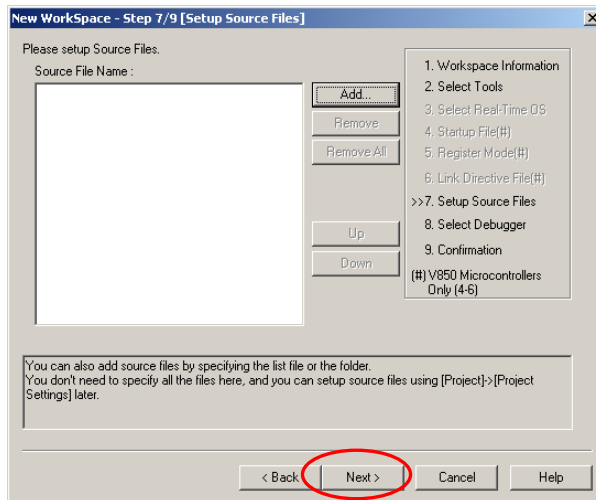 New WorkSpace - Step 7/9 [Setup Source Files]
Please setup Source Files.
Source File Name :
Add...
Remove
Remove All
Up
Down
1. Workspace Information
2. Select Tools
3. Select Real-Time OS
4. Startup File(#)
5. Register Mode(#)
6. Link Directive File(#)
>>7. Setup Source Files
8. Select Debugger
9. Confirmation
(#) V850 Microcontrollers
Only (4-6)
You can also add source files by specifying the list file or the folder.
You don't need to specify all the files here, and you can setup source files using [Project]->[Project
Settings] later.
< Back
Next >
Cancel
Help